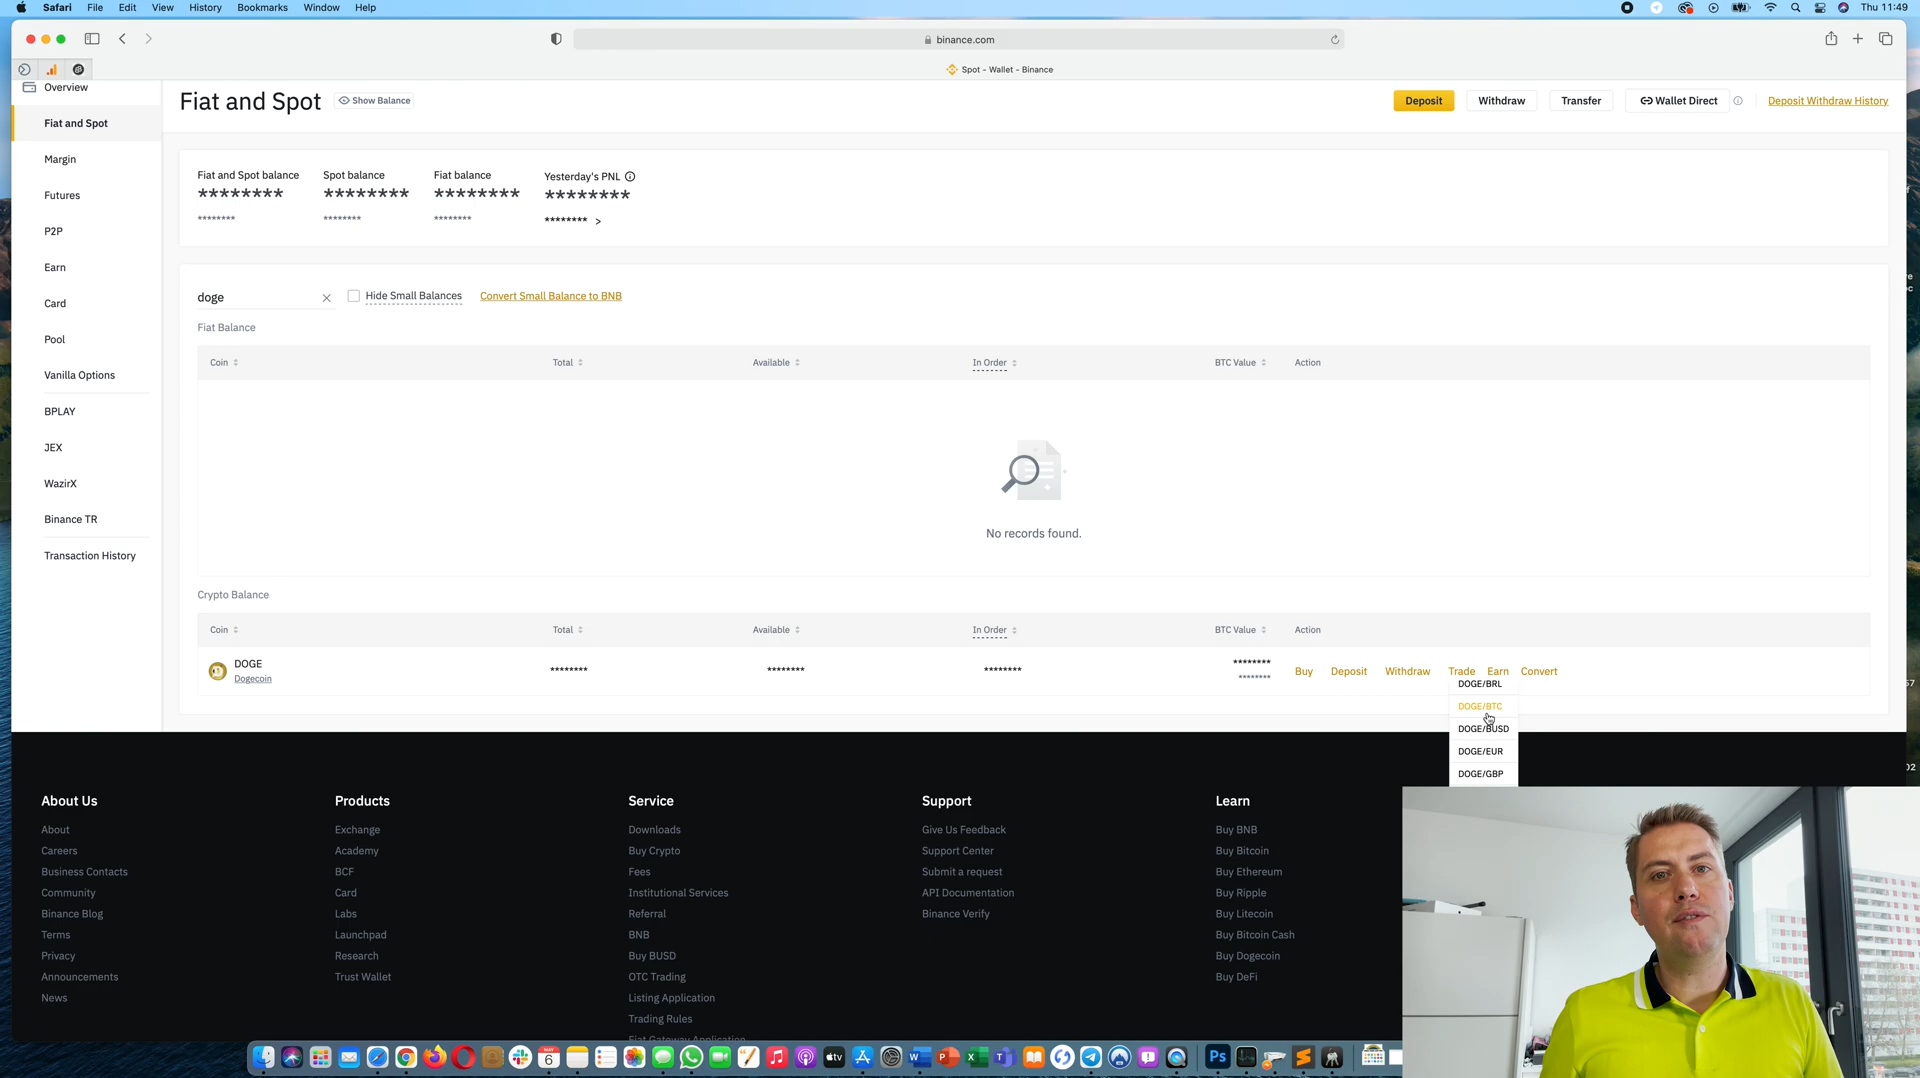 Safari File Edit View History Bookmarks Window Help Thu 11:49
binance.com
Spot - Wallet - Binance
Overview
Fiat and Spot
Margin
Futures
P2P
Earn
Card
Pool
Vanilla Options
BPLAY
JEX
WazirX
Binance TR
Transaction History
Fiat and Spot Show Balance Deposit Withdraw Transfer Wallet Direct Deposit Withdraw History
Fiat and Spot balance Spot balance Fiat balance Yesterday's PNL
******** ******** ******** ********
******** ******** ******** ******** >
doge Hide Small Balances Convert Small Balance to BNB
Fiat Balance
Coin Total Available In Order BTC Value Action
No records found.
Crypto Balance
Coin Total Available In Order BTC Value Action
DOGE ******** ******** ******** ******** Buy Deposit Withdraw Trade Earn Convert
Dogecoin ********
DOGE/BRL
DOGE/BTC
DOGE/BUSD
DOGE/EUR
DOGE/GBP
About Us
About
Careers
Business Contacts
Community
Binance Blog
Terms
Privacy
Announcements
News
Products
Exchange
Academy
BCF
Card
Labs
Launchpad
Research
Trust Wallet
Service
Downloads
Buy Crypto
Fees
Institutional Services
Referral
BNB
Buy BUSD
OTC Trading
Listing Application
Trading Rules
Fiat Gateway Application
Support
Give Us Feedback
Support Center
Submit a request
API Documentation
Binance Verify
Learn
Buy BNB
Buy Bitcoin
Buy Ethereum
Buy Ripple
Buy Litecoin
Buy Bitcoin Cash
Buy Dogecoin
Buy DeFi
tv
6
Ps